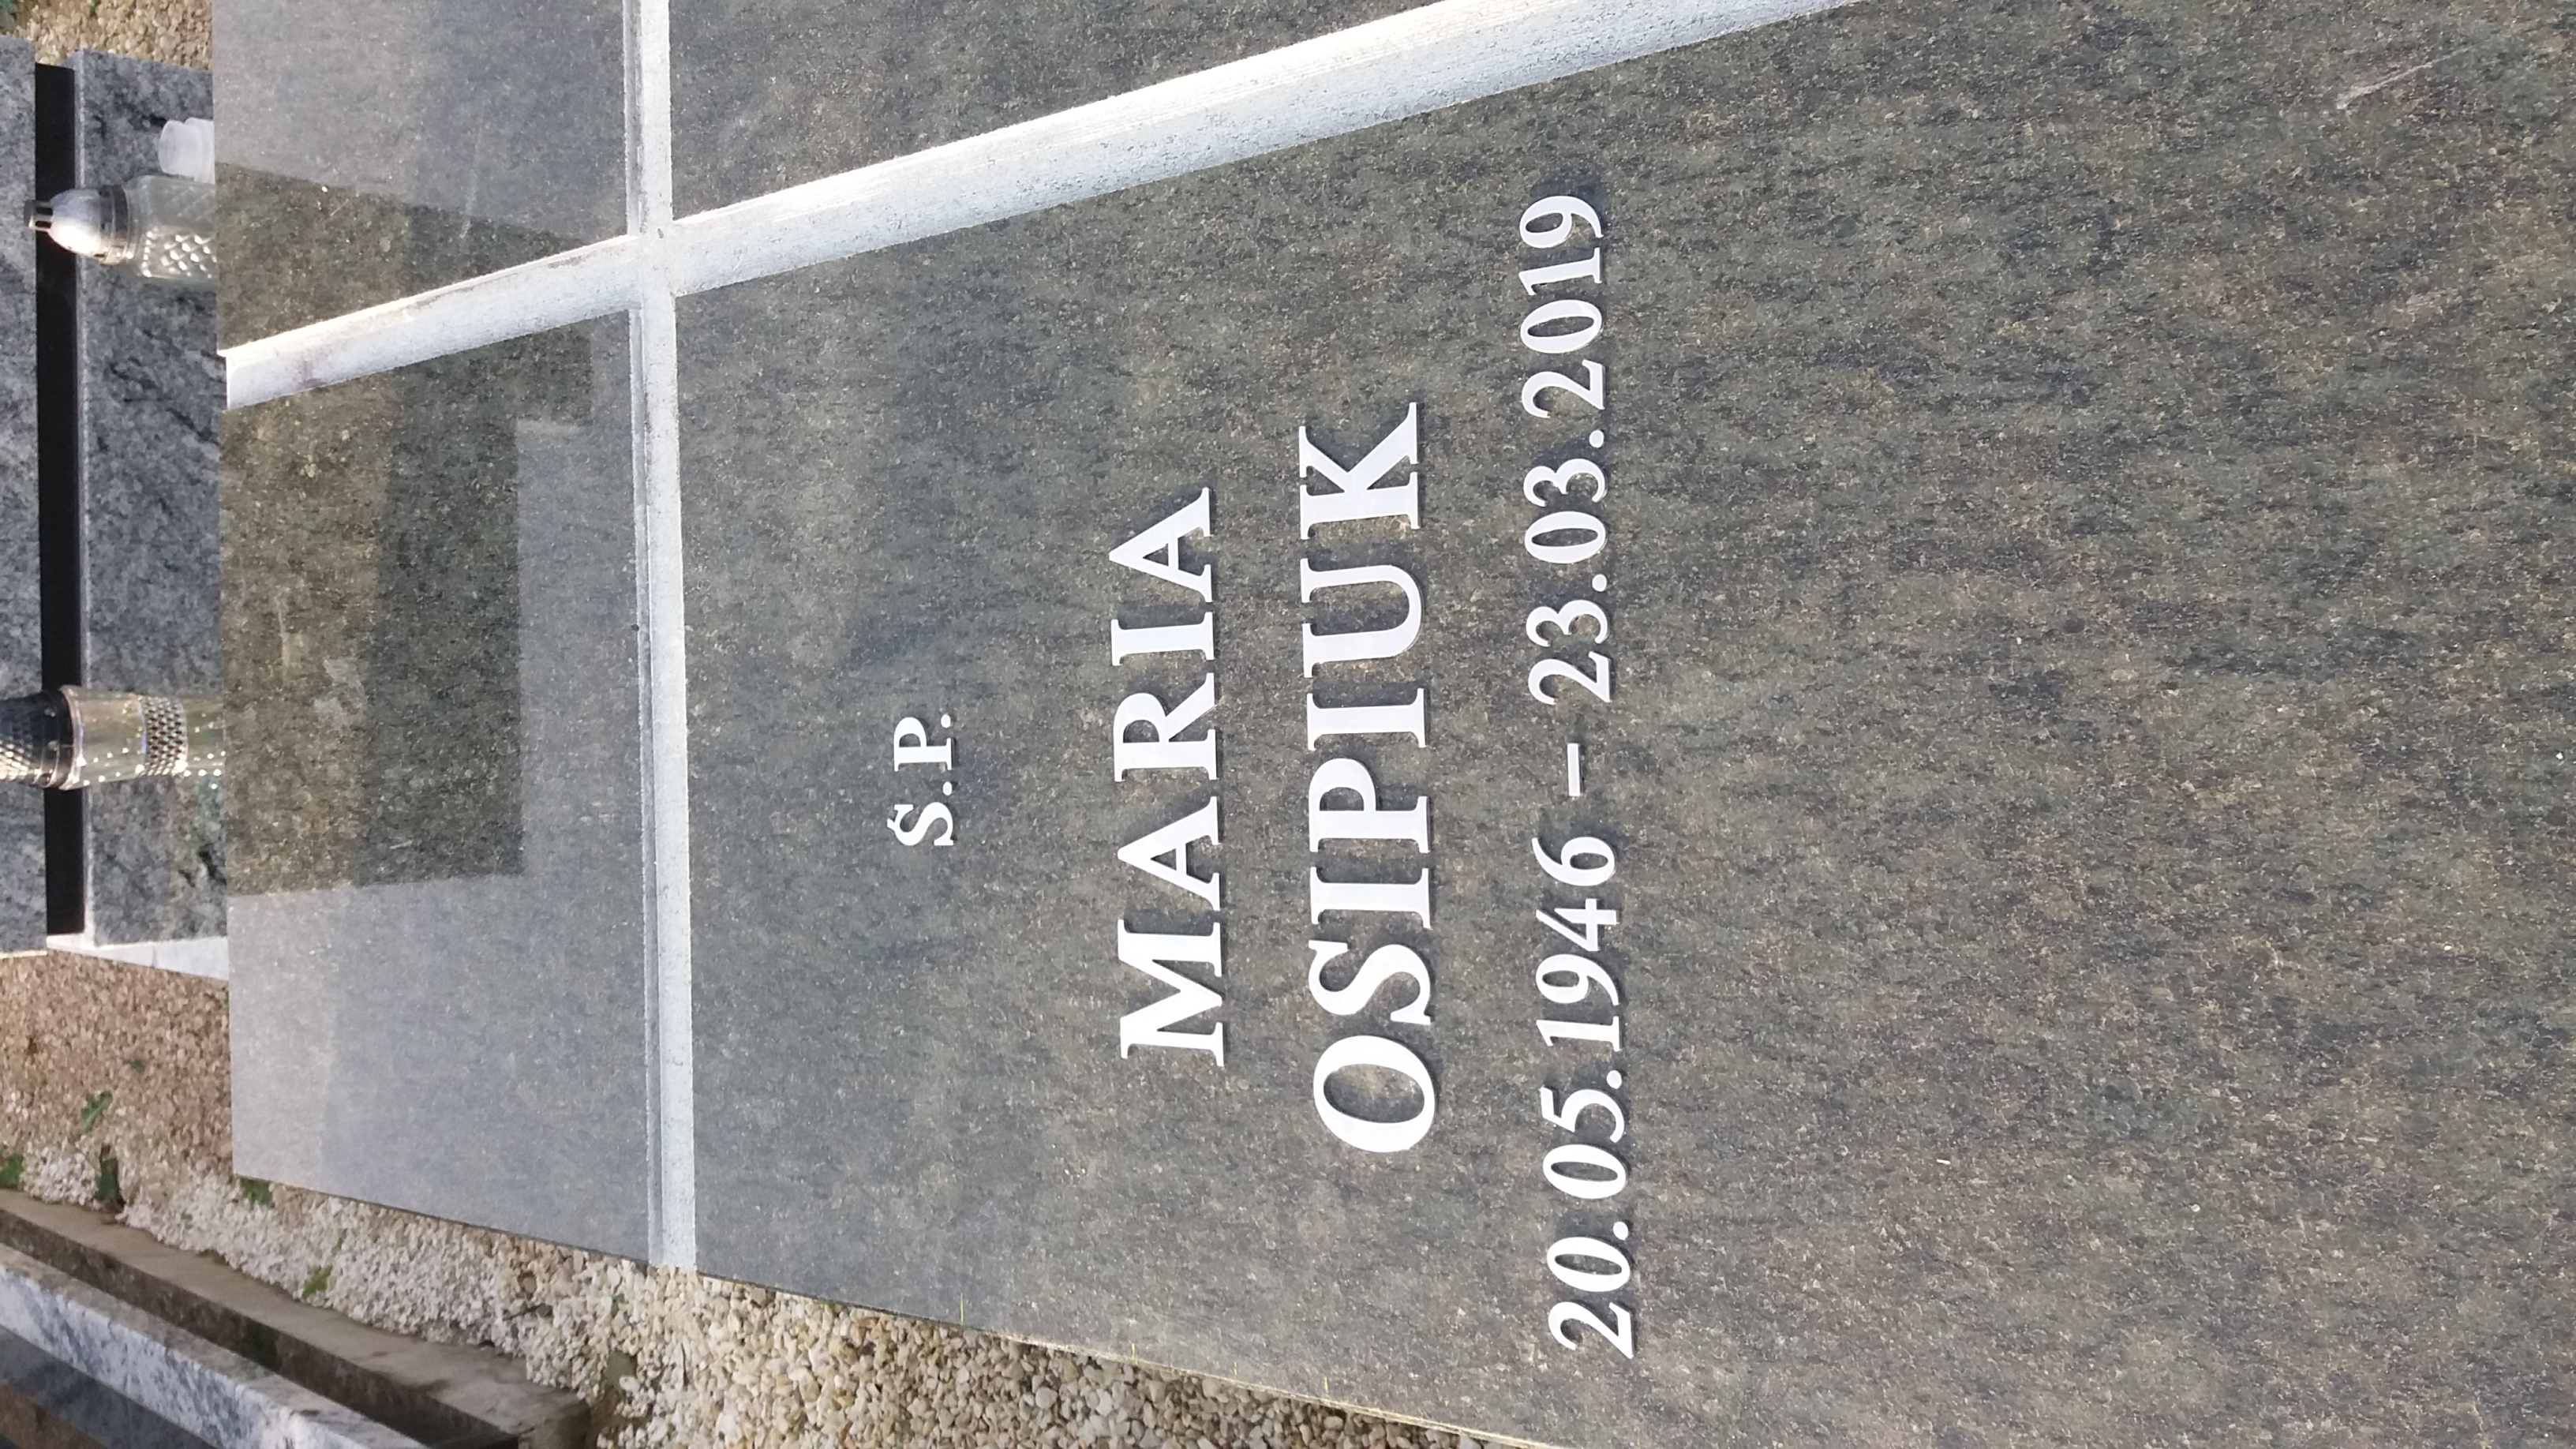 Ś.P.
MARIA
OSIPIUK
20.05.1946 – 23.03.2019